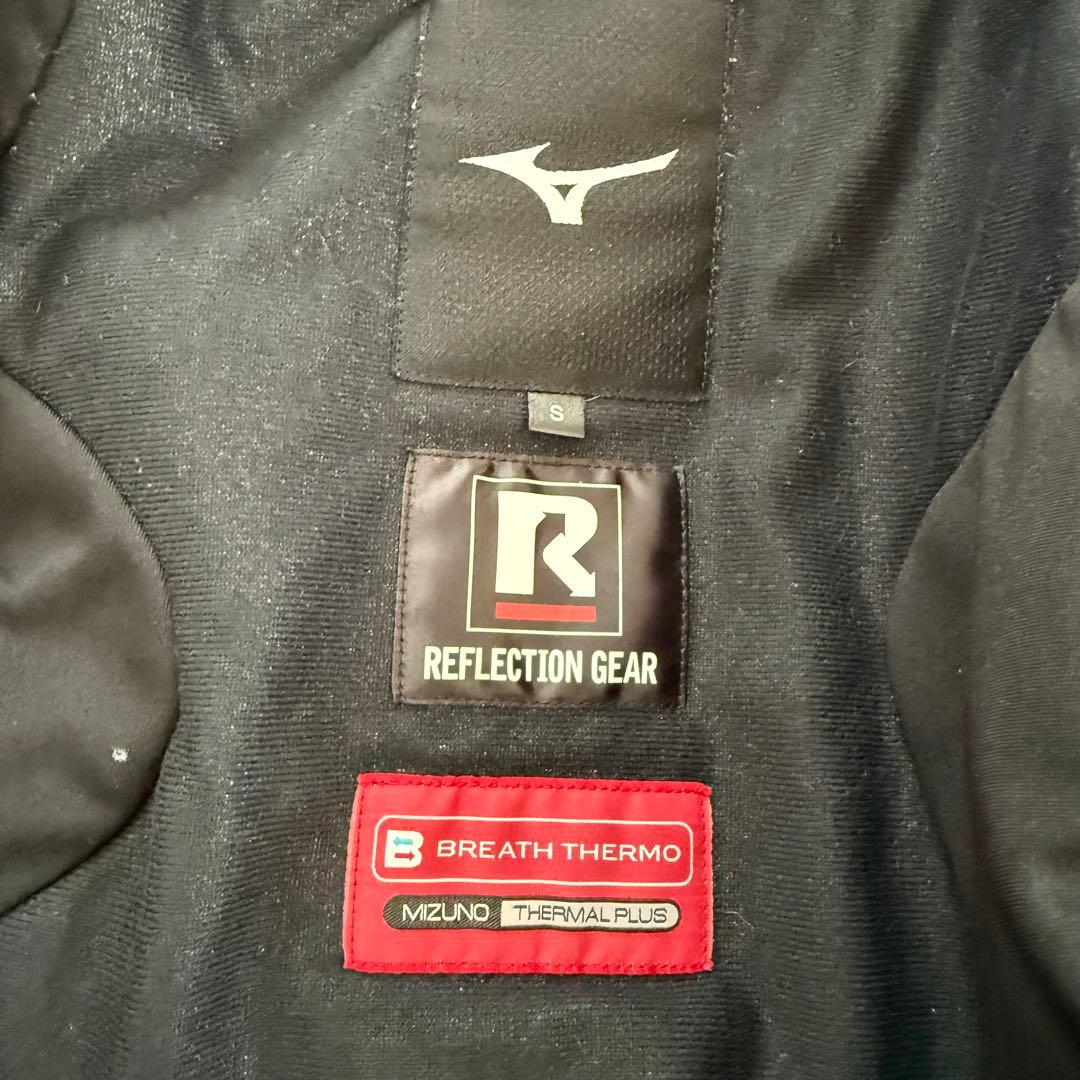 S
R
REFLECTION GEAR
B BREATH THERMO
MIZUNO THERMAL PLUS